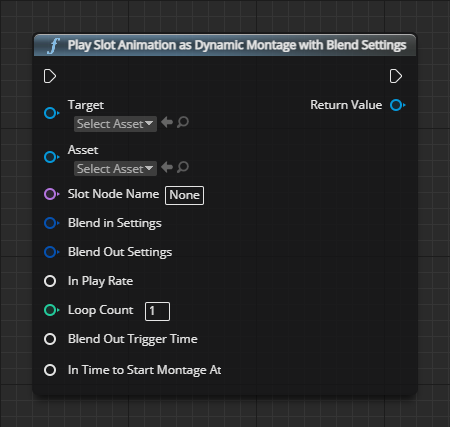 f Play Slot Animation as Dynamic Montage with Blend Settings
Target
Return Value
Select Asset
Asset
Select Asset
Slot Node Name None
Blend in Settings
Blend Out Settings
In Play Rate
Loop Count 1
Blend Out Trigger Time
In Time to Start Montage At